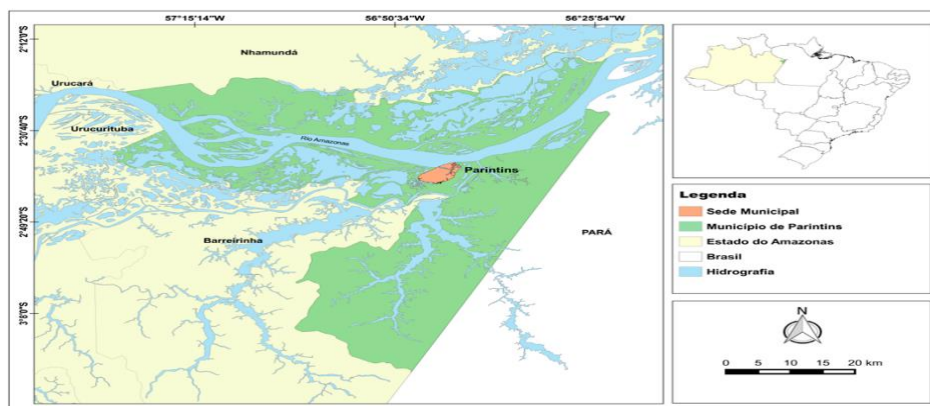 57°15'14"W 56°50'34"W 56°25'54"W
2°12'0"S
Nhamundá
Urucará
Urucurituba
2°30'40"S
Rio Amazonas
Parintins
2°49'20"S
Barreirinha
PARÁ
3°8'0"S
Legenda
Sede Municipal
Município de Parintins
Estado do Amazonas
Brasil
Hidrografia
N
0 5 10 15 20 km